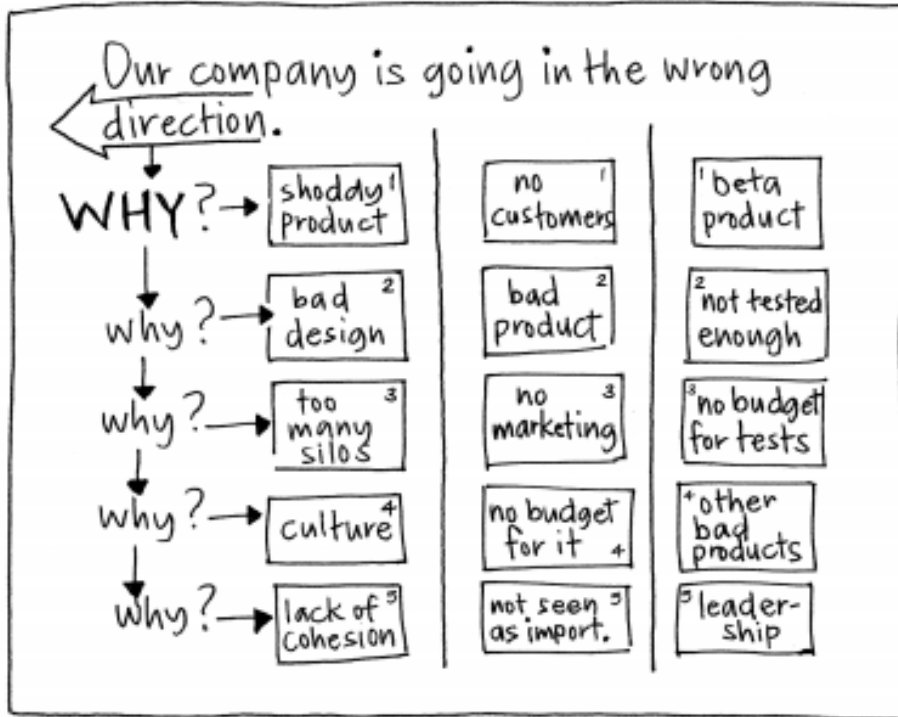 Our company is going in the wrong
direction.
WHY?
shoddy 1
product
no 1
customers
1 beta
product
why?
bad 2
design
bad 2
product
2 not tested
enough
why?
too 3
many
silos
no 3
marketing
3 no budget
for tests
why?
culture 4
no budget
for it 4
4 other
bad
products
why?
lack of 5
cohesion
not seen 5
as import.
5 leader-
ship